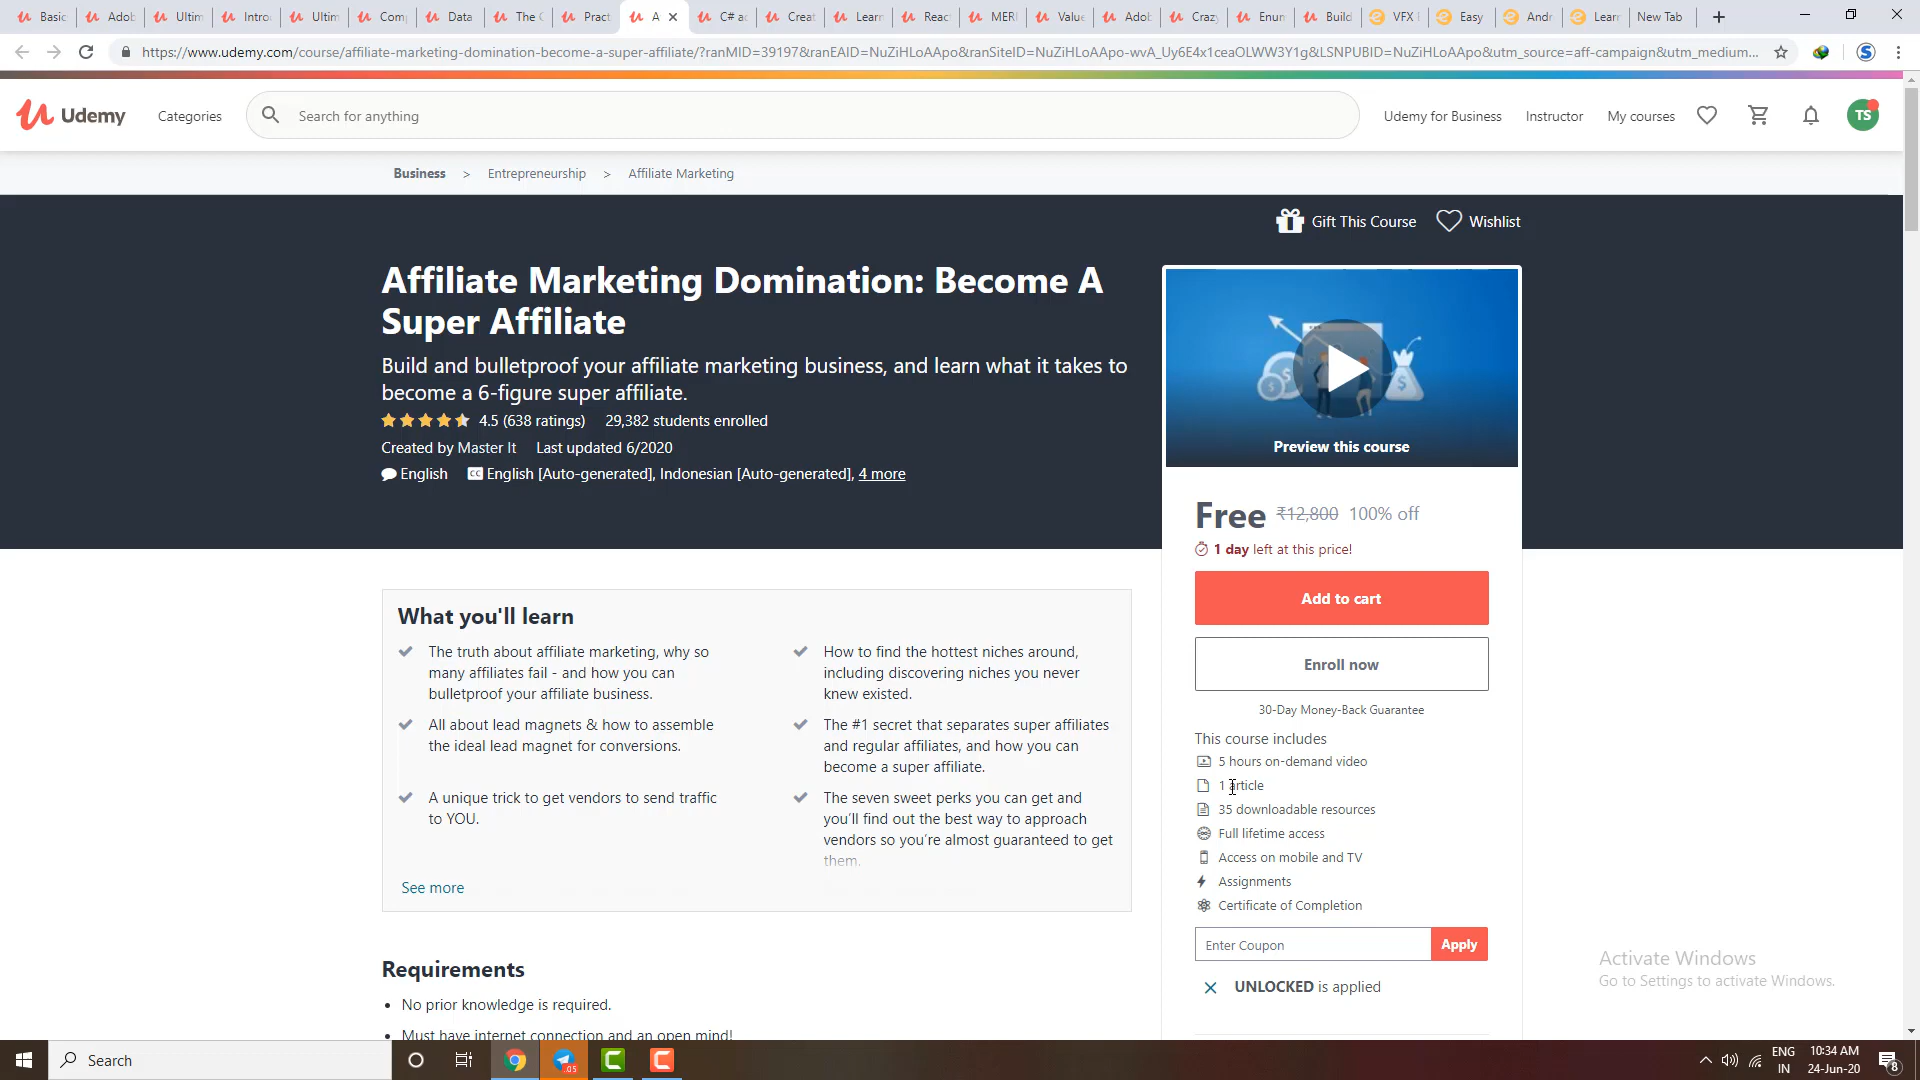 Basic
Adob
Ultim
Intro
Ultim
Comp
Data
The C
Pract
A
C# ac
Creat
Learn
Reac
MERN
Value
Adob
Crazy
Enum
Build
VFX
Easy
Andr
Learn
New Tab
https://www.udemy.com/course/affiliate-marketing-domination-become-a-super-affiliate/?ranMID=39197&ranEAID=NuZiHLoAApo&ranSiteID=NuZiHLoAApo-wvA_Uy6E4x1ceaOLWW3Y1g&LSNPUBID=NuZiHLoAApo&utm_source=aff-campaign&utm_medium...
Udemy
Categories
Search for anything
Udemy for Business
Instructor
My courses
TS
Business > Entrepreneurship > Affiliate Marketing
Gift This Course
Wishlist
Affiliate Marketing Domination: Become A
Super Affiliate
Build and bulletproof your affiliate marketing business, and learn what it takes to
become a 6-figure super affiliate.
4.5 (638 ratings) 29,382 students enrolled
Created by Master It Last updated 6/2020
English CC English [Auto-generated], Indonesian [Auto-generated], 4 more
Preview this course
Free ₹12,800 100% off
1 day left at this price!
Add to cart
Enroll now
30-Day Money-Back Guarantee
This course includes
5 hours on-demand video
1 article
35 downloadable resources
Full lifetime access
Access on mobile and TV
Assignments
Certificate of Completion
Enter Coupon
Apply
UNLOCKED is applied
What you'll learn
The truth about affiliate marketing, why so
many affiliates fail - and how you can
bulletproof your affiliate business.
How to find the hottest niches around,
including discovering niches you never
knew existed.
All about lead magnets & how to assemble
the ideal lead magnet for conversions.
The #1 secret that separates super affiliates
and regular affiliates, and how you can
become a super affiliate.
A unique trick to get vendors to send traffic
to YOU.
The seven sweet perks you can get and
you'll find out the best way to approach
vendors so you're almost guaranteed to get
them.
See more
Requirements
No prior knowledge is required.
Must have internet connection and an open mind!
Activate Windows
Go to Settings to activate Windows.
Search
ENG
IN
10:34 AM
24-Jun-20
8